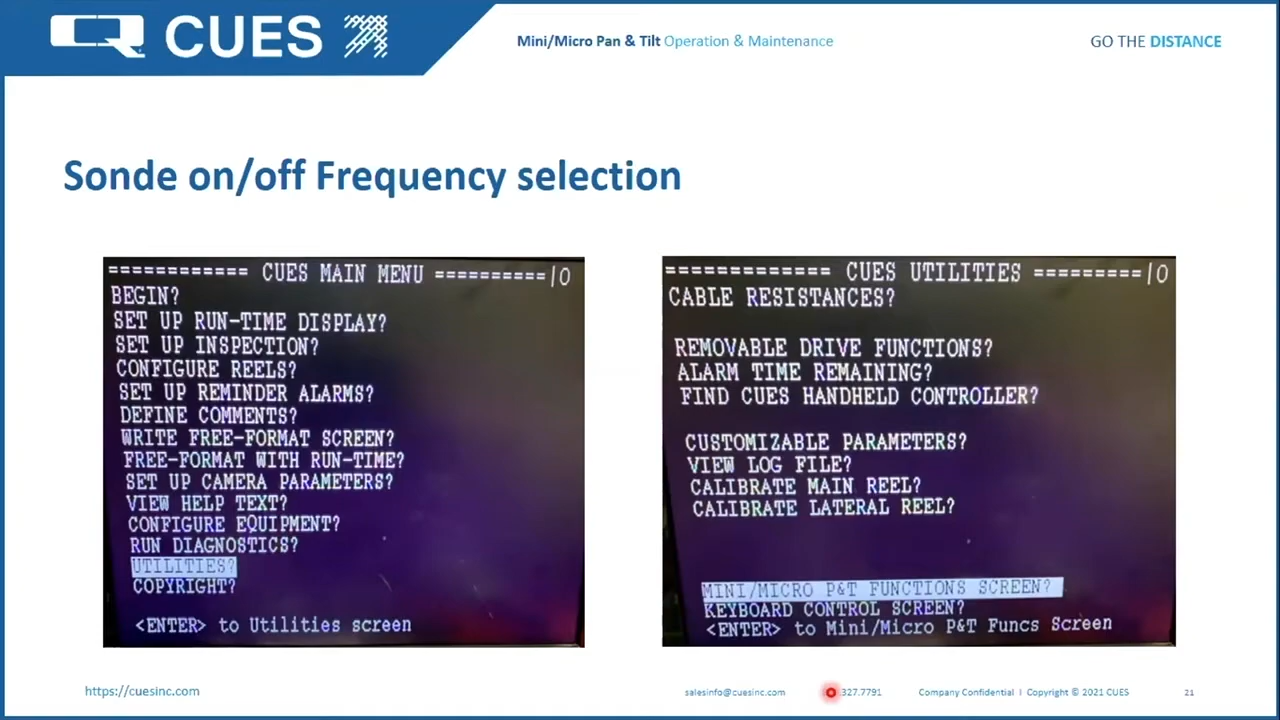 CUES
Mini/Micro Pan & Tilt Operation & Maintenance
GO THE DISTANCE
Sonde on/off Frequency selection
============ CUES MAIN MENU ==========|0
BEGIN?
SET UP RUN-TIME DISPLAY?
SET UP INSPECTION?
CONFIGURE REELS?
SET UP REMINDER ALARMS?
DEFINE COMMENTS?
WRITE FREE-FORMAT SCREEN?
FREE-FORMAT WITH RUN-TIME?
SET UP CAMERA PARAMETERS?
VIEW HELP TEXT?
CONFIGURE EQUIPMENT?
RUN DIAGNOSTICS?
UTILITIES?
COPYRIGHT?
<ENTER> to Utilities screen
============= CUES UTILITIES =========|0
CABLE RESISTANCES?
REMOVABLE DRIVE FUNCTIONS?
ALARM TIME REMAINING?
FIND CUES HANDHELD CONTROLLER?
CUSTOMIZABLE PARAMETERS?
VIEW LOG FILE?
CALIBRATE MAIN REEL?
CALIBRATE LATERAL REEL?
MINI/MICRO P&T FUNCTIONS SCREEN?
KEYBOARD CONTROL SCREEN?
<ENTER> to Mini/Micro P&T Funcs Screen
https://cuesinc.com
salesinfo@cuesinc.com
327.7791
Company Confidential | Copyright © 2021 CUES
21